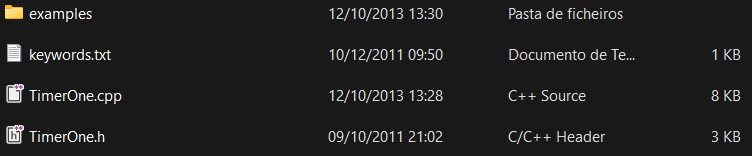 examples 12/10/2013 13:30 Pasta de ficheiros
keywords.txt 10/12/2011 09:50 Documento de Te... 1 KB
TimerOne.cpp 12/10/2013 13:28 C++ Source 8 KB
TimerOne.h 09/10/2011 21:02 C/C++ Header 3 KB